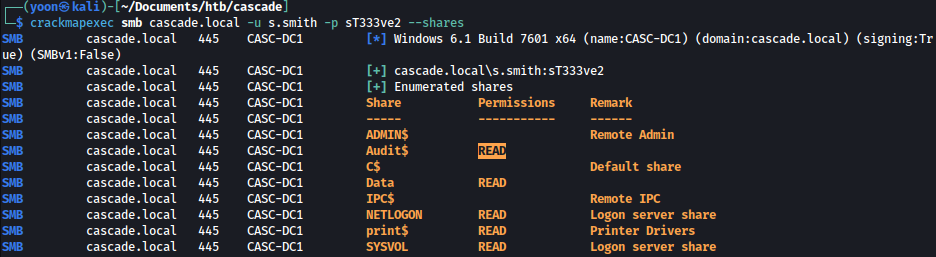 ┌──(yoon㉿kali)-[~/Documents/htb/cascade]
└─$ crackmapexec smb cascade.local -u s.smith -p sT333ve2 --shares
SMB         cascade.local   445    CASC-DC1         [*] Windows 6.1 Build 7601 x64 (name:CASC-DC1) (domain:cascade.local) (signing:Tr
ue) (SMBv1:False)
SMB         cascade.local   445    CASC-DC1         [+] cascade.local\s.smith:sT333ve2
SMB         cascade.local   445    CASC-DC1         [+] Enumerated shares
SMB         cascade.local   445    CASC-DC1         Share           Permissions     Remark
SMB         cascade.local   445    CASC-DC1         -----           -----------     ------
SMB         cascade.local   445    CASC-DC1         ADMIN$                          Remote Admin
SMB         cascade.local   445    CASC-DC1         Audit$          READ
SMB         cascade.local   445    CASC-DC1         C$                              Default share
SMB         cascade.local   445    CASC-DC1         Data            READ
SMB         cascade.local   445    CASC-DC1         IPC$                            Remote IPC
SMB         cascade.local   445    CASC-DC1         NETLOGON        READ            Logon server share
SMB         cascade.local   445    CASC-DC1         print$          READ            Printer Drivers
SMB         cascade.local   445    CASC-DC1         SYSVOL          READ            Logon server share